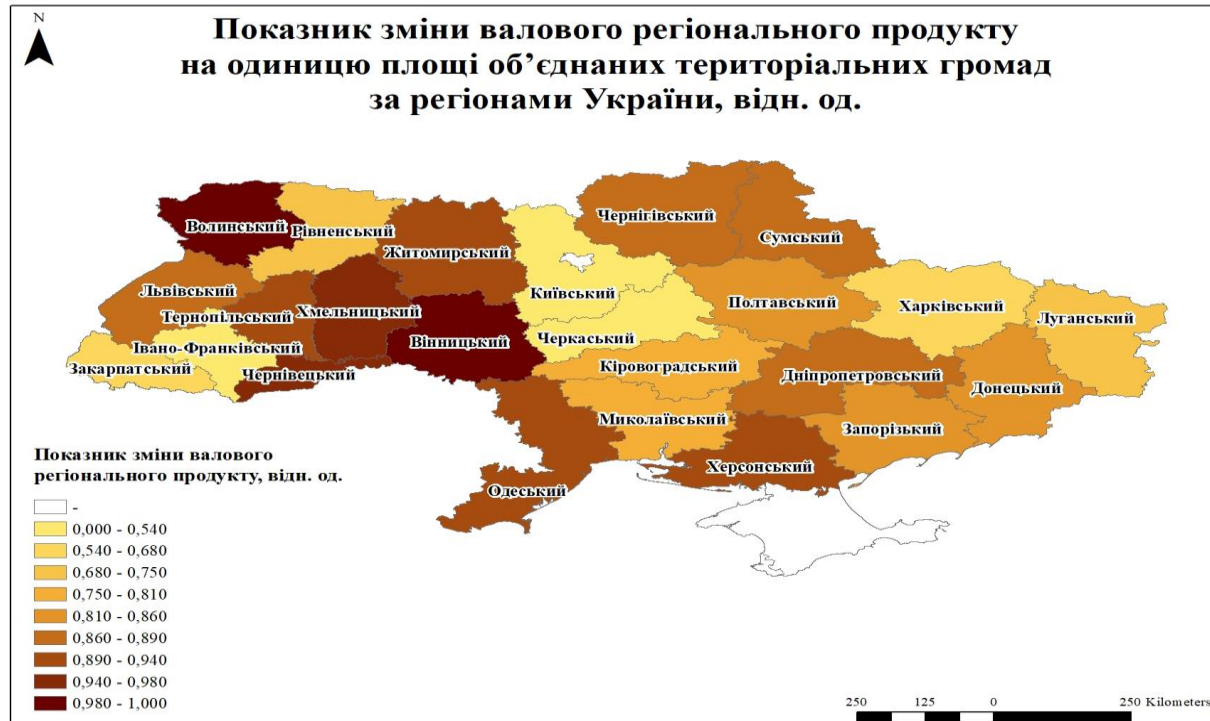 N
Показник зміни валового регіонального продукту
на одиницю площі об’єднаних територіальних громад
за регіонами України, відн. од.
Волинський
Рівненський
Житомирський
Чернігівський
Сумський
Львівський
Тернопільський
Хмельницький
Київський
Полтавський
Харківський
Луганський
Івано-Франківський
Вінницький
Черкаський
Закарпатський
Чернівецький
Кіровоградський
Дніпропетровський
Донецький
Миколаївський
Запорізький
Херсонський
Одеський
Показник зміни валового
регіонального продукту, відн. од.
-
0,000 - 0,540
0,540 - 0,680
0,680 - 0,750
0,750 - 0,810
0,810 - 0,860
0,860 - 0,890
0,890 - 0,940
0,940 - 0,980
0,980 - 1,000
250 125 0 250 Kilometers